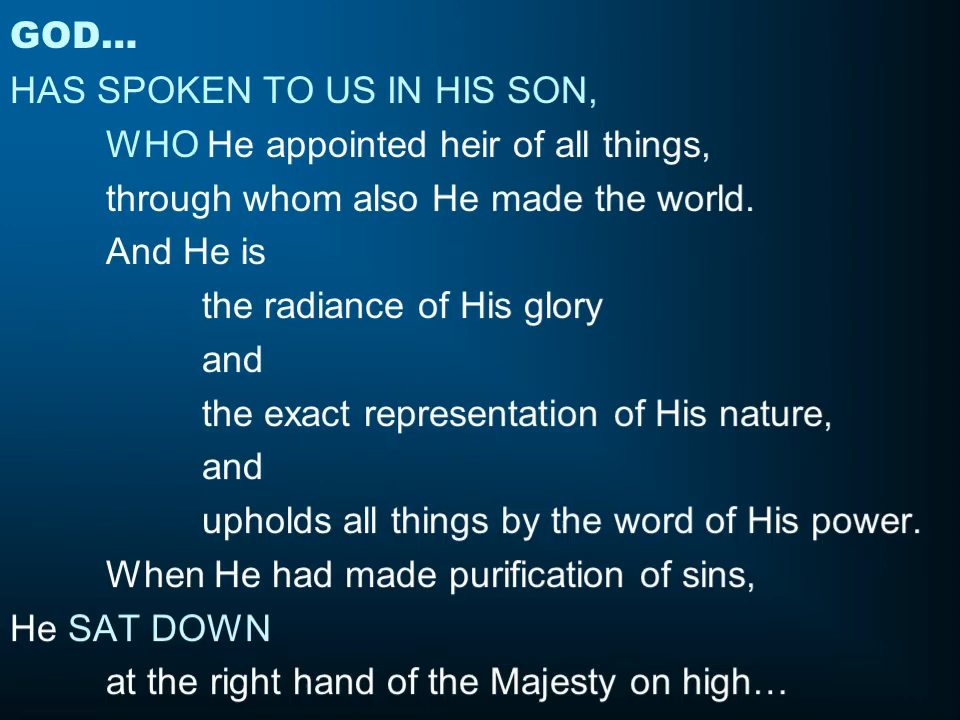 GOD...
HAS SPOKEN TO US IN HIS SON,
WHO He appointed heir of all things,
through whom also He made the world.
And He is
the radiance of His glory
and
the exact representation of His nature,
and
upholds all things by the word of His power.
When He had made purification of sins,
He SAT DOWN
at the right hand of the Majesty on high…